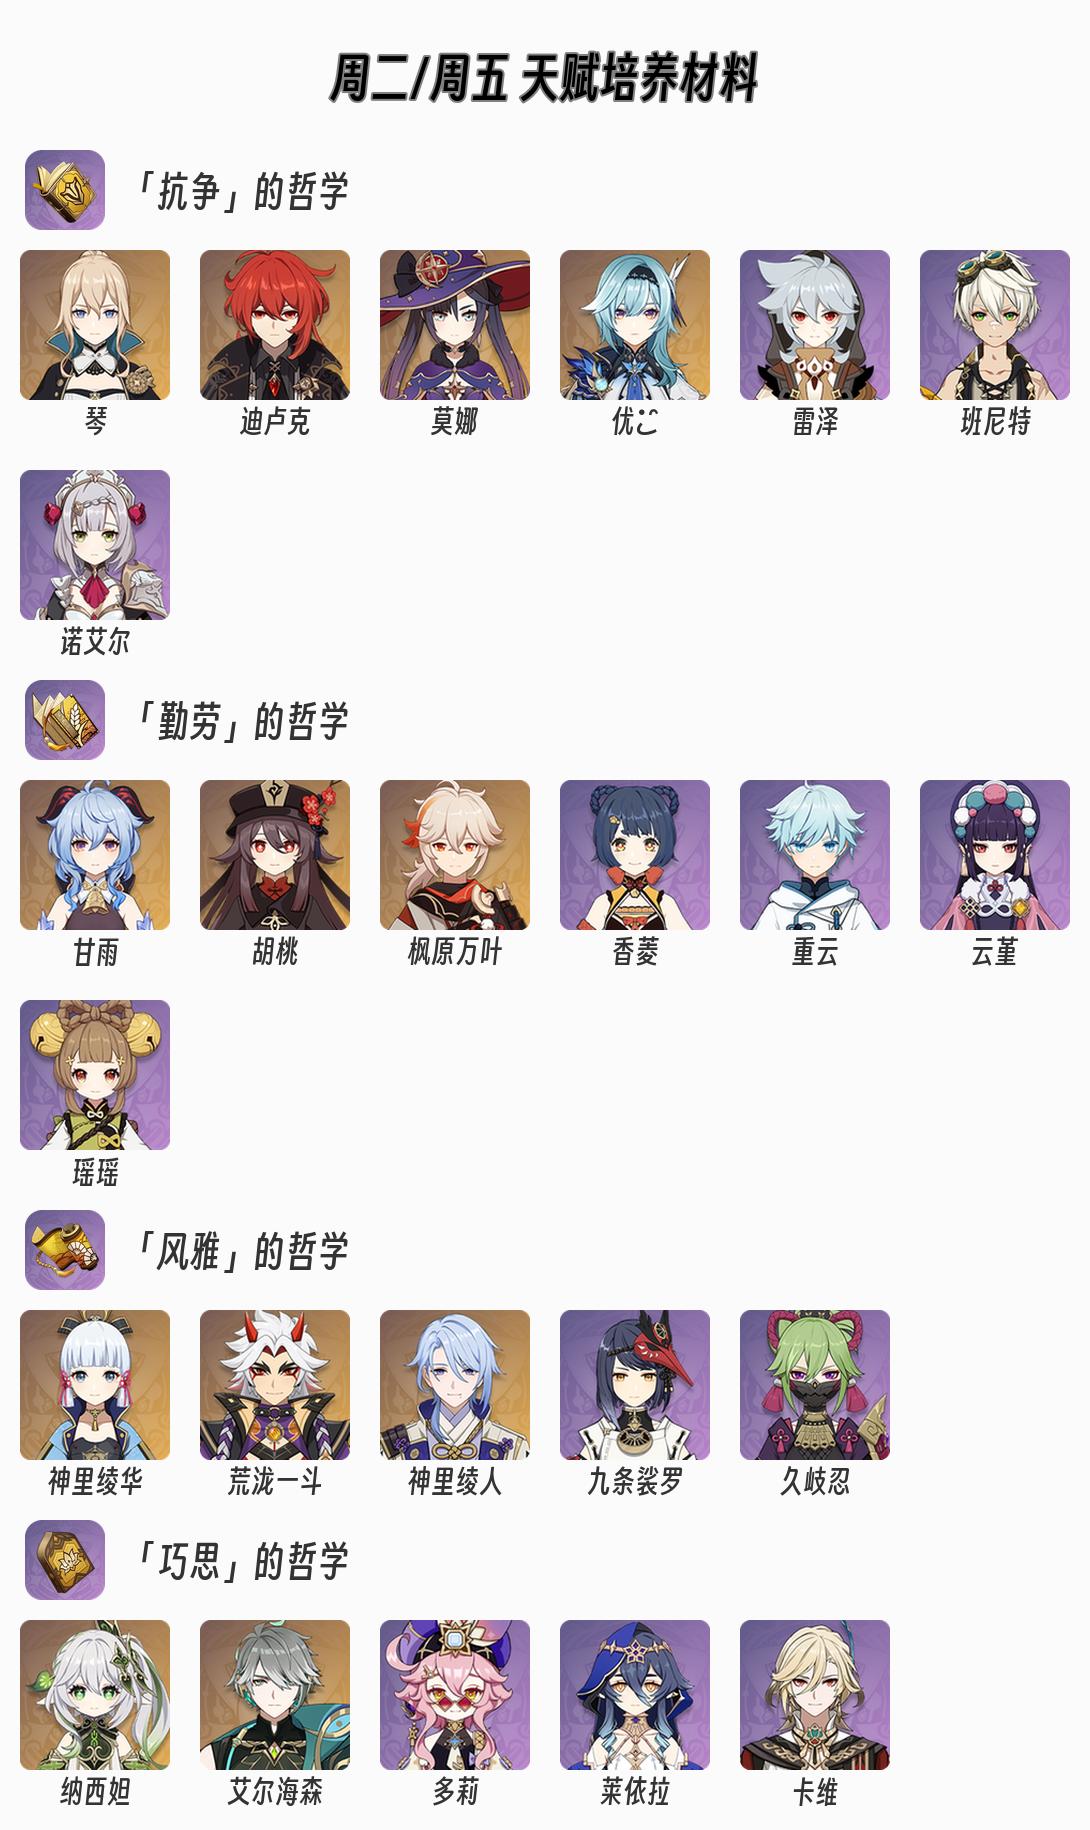 周二/周五 天赋培养材料
「抗争」的哲学
琴 迪卢克 莫娜 优 雷泽 班尼特
诺艾尔
「勤劳」的哲学
甘雨 胡桃 枫原万叶 香菱 重云 云堇
瑶瑶
「风雅」的哲学
神里绫华 荒泷一斗 神里绫人 九条裟罗 久岐忍
「巧思」的哲学
纳西妲 艾尔海森 多莉 莱依拉 卡维